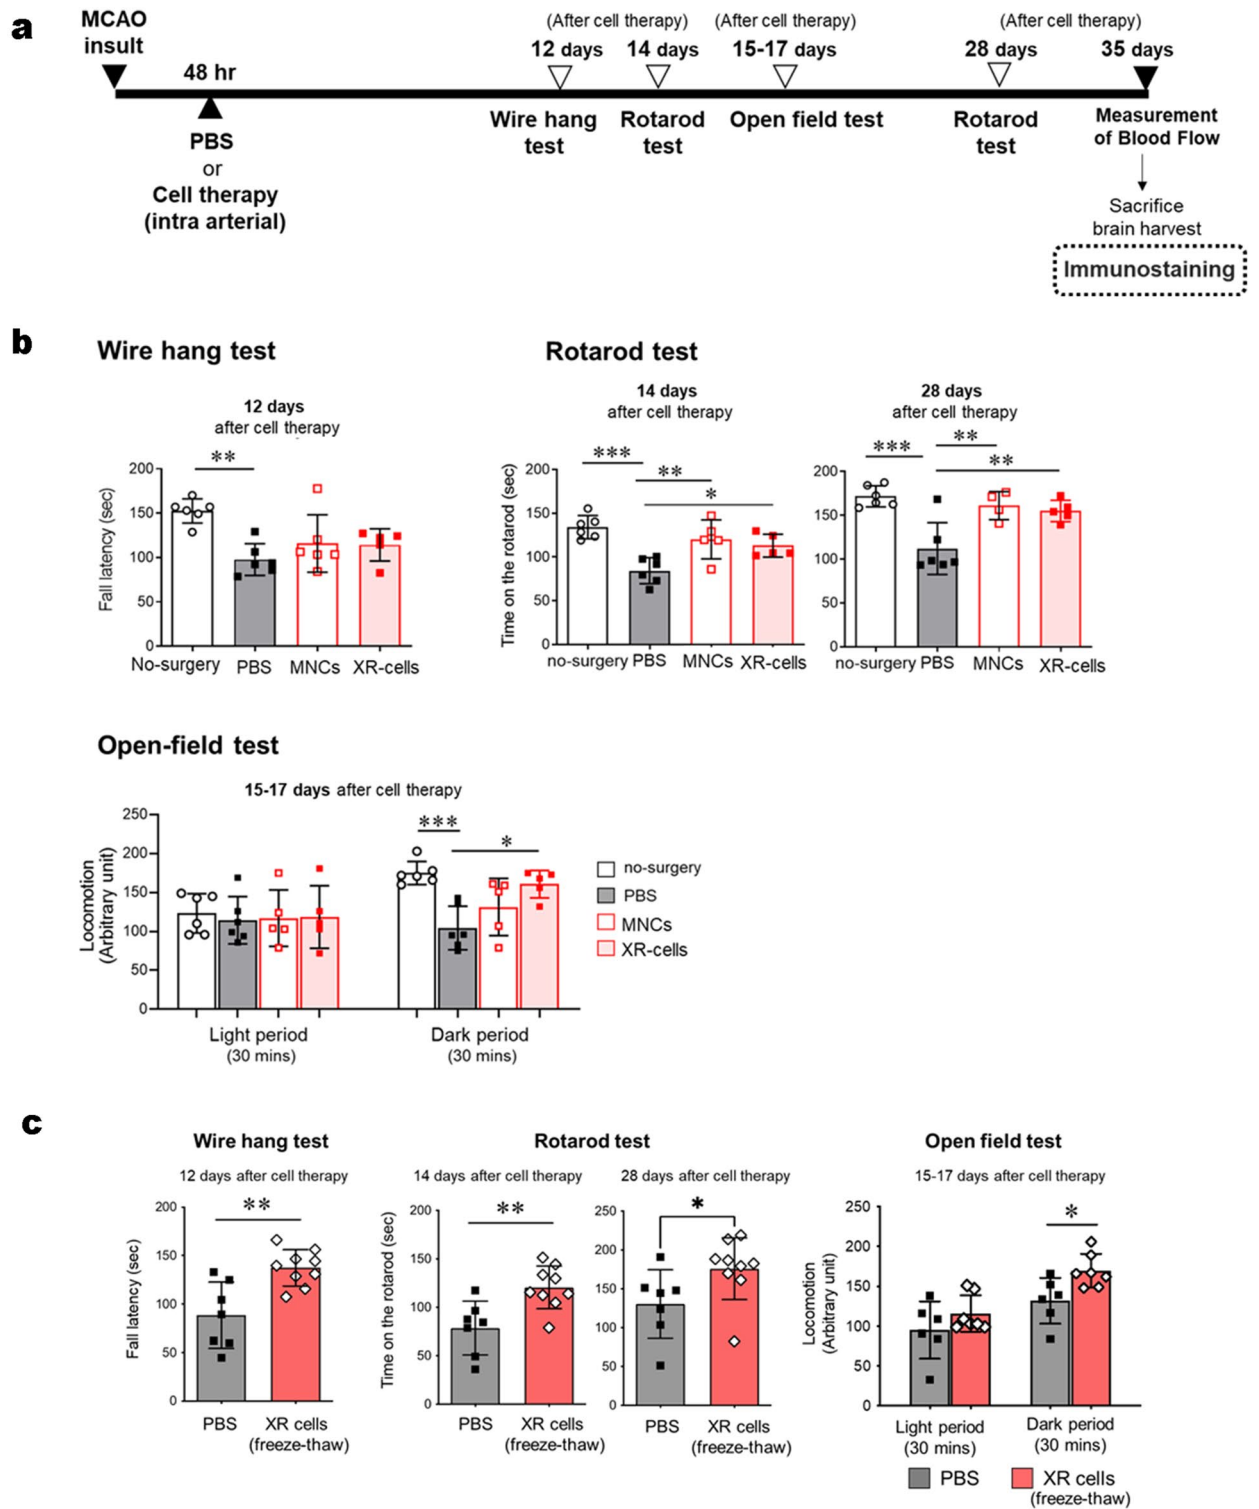 a
MCAO
insult
48 hr
PBS
or
Cell therapy
(intra arterial)
(After cell therapy)
12 days
14 days
(After cell therapy)
15-17 days
(After cell therapy)
28 days
35 days
Wire hang
test
Rotarod
test
Open field test
Rotarod
test
Measurement
of Blood Flow
Sacrifice
brain harvest
Immunostaining
b
Wire hang test
12 days
after cell therapy
**
Fall latency (sec)
200
150
100
50
0
No-surgery PBS MNCs XR-cells
Rotarod test
14 days
after cell therapy
***
**
*
Time on the rotarod (sec)
200
150
100
50
0
no-surgery PBS MNCs XR-cells
28 days
after cell therapy
***
**
**
200
150
100
50
0
no-surgery PBS MNCs XR-cells
Open-field test
15-17 days after cell therapy
***
*
Locomotion
(Arbitrary unit)
250
200
150
100
50
0
Light period
(30 mins)
Dark period
(30 mins)
no-surgery
PBS
MNCs
XR-cells
c
Wire hang test
12 days after cell therapy
**
Fall latency (sec)
200
150
100
50
0
PBS
XR cells
(freeze-thaw)
Rotarod test
14 days after cell therapy
**
Time on the rotarod (sec)
200
150
100
50
0
PBS
XR cells
(freeze-thaw)
28 days after cell therapy
*
250
200
150
100
50
0
PBS
XR cells
(freeze-thaw)
Open field test
15-17 days after cell therapy
*
Locomotion
(Arbitrary unit)
250
200
150
100
50
0
Light period
(30 mins)
Dark period
(30 mins)
PBS
XR cells
(freeze-thaw)